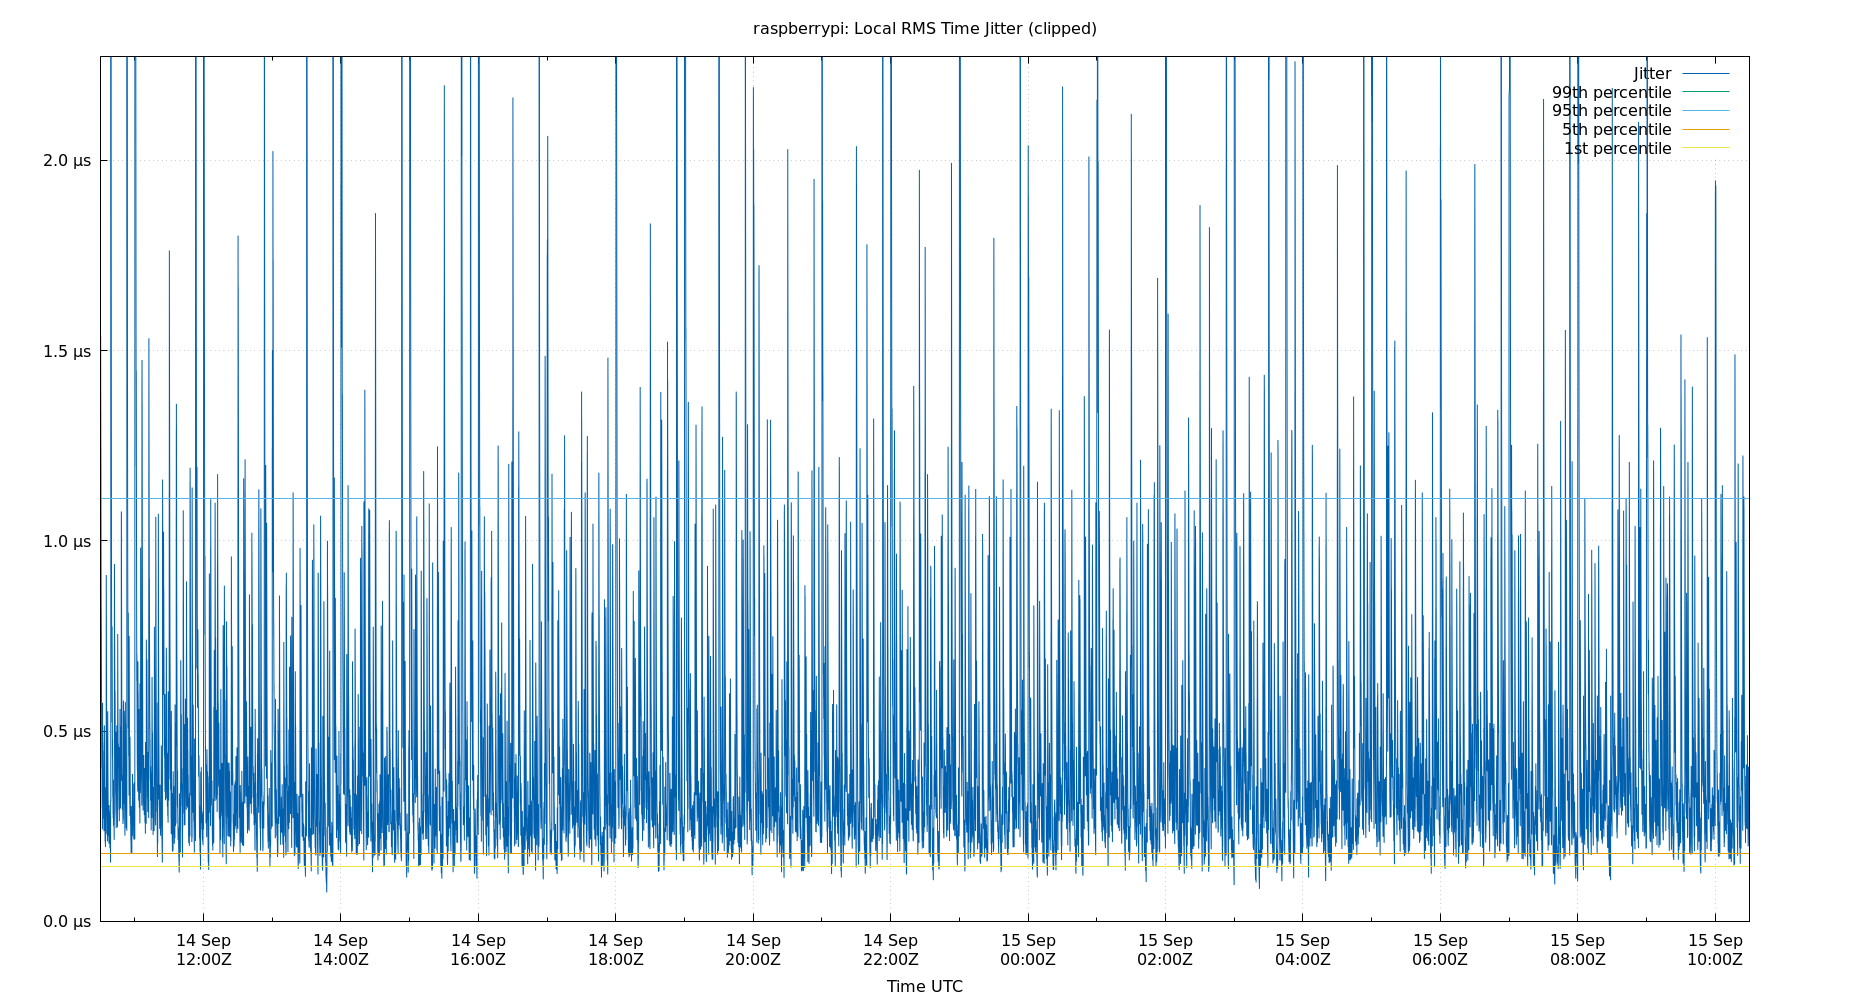 raspberrypi: Local RMS Time Jitter (clipped)
Jitter
99th percentile
95th percentile
5th percentile
1st percentile
2.0 µs
1.5 µs
1.0 µs
0.5 µs
0.0 µs
14 Sep 14 Sep 14 Sep 14 Sep 14 Sep 14 Sep 15 Sep 15 Sep 15 Sep 15 Sep 15 Sep 15 Sep
12:00Z 14:00Z 16:00Z 18:00Z 20:00Z 22:00Z 00:00Z 02:00Z 04:00Z 06:00Z 08:00Z 10:00Z
Time UTC